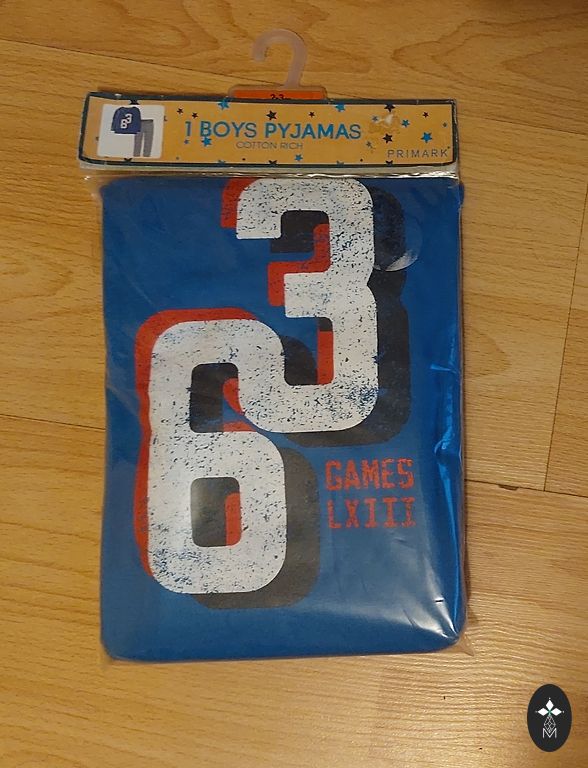 1 BOYS PYJAMAS
COTTON RICH
PRIMARK
63
GAMES
LXIII
M